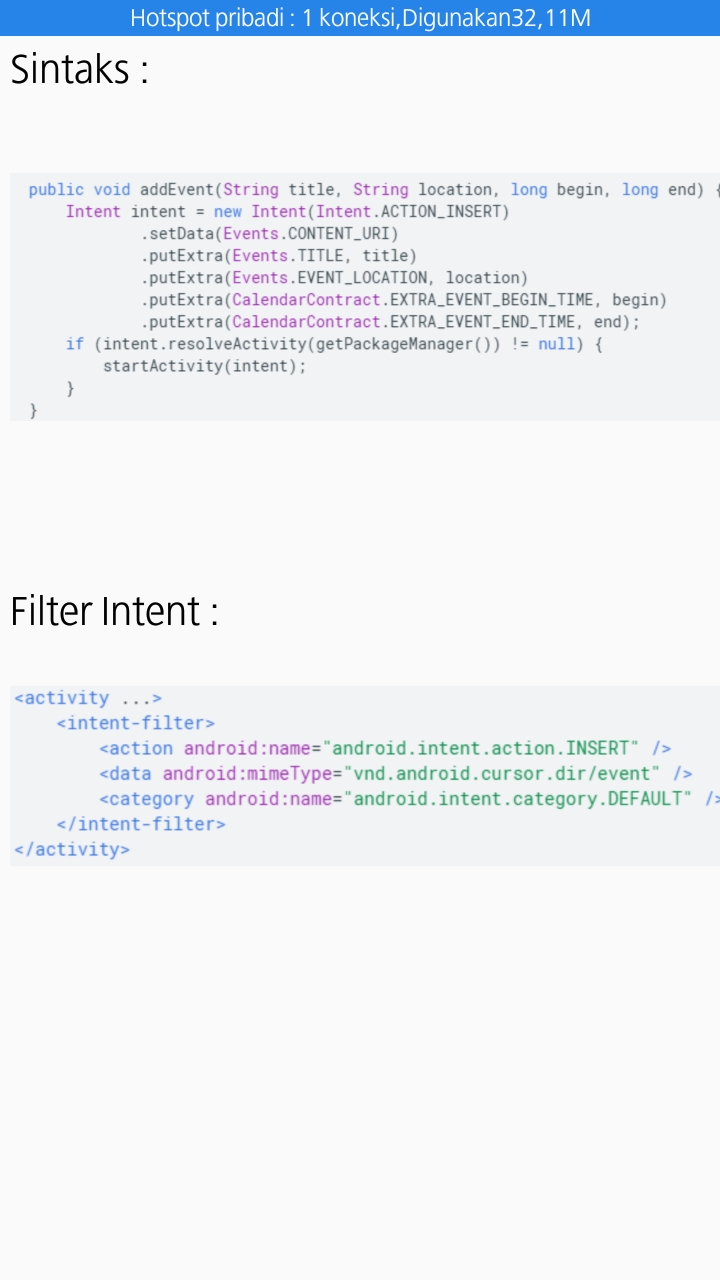 Hotspot pribadi : 1 koneksi,Digunakan32,11M
Sintaks :
public void addEvent(String title, String location, long begin, long end) {
    Intent intent = new Intent(Intent.ACTION_INSERT)
            .setData(Events.CONTENT_URI)
            .putExtra(Events.TITLE, title)
            .putExtra(Events.EVENT_LOCATION, location)
            .putExtra(CalendarContract.EXTRA_EVENT_BEGIN_TIME, begin)
            .putExtra(CalendarContract.EXTRA_EVENT_END_TIME, end);
    if (intent.resolveActivity(getPackageManager()) != null) {
        startActivity(intent);
    }
}
Filter Intent :
<activity ...>
    <intent-filter>
        <action android:name="android.intent.action.INSERT" />
        <data android:mimeType="vnd.android.cursor.dir/event" />
        <category android:name="android.intent.category.DEFAULT" />
    </intent-filter>
</activity>